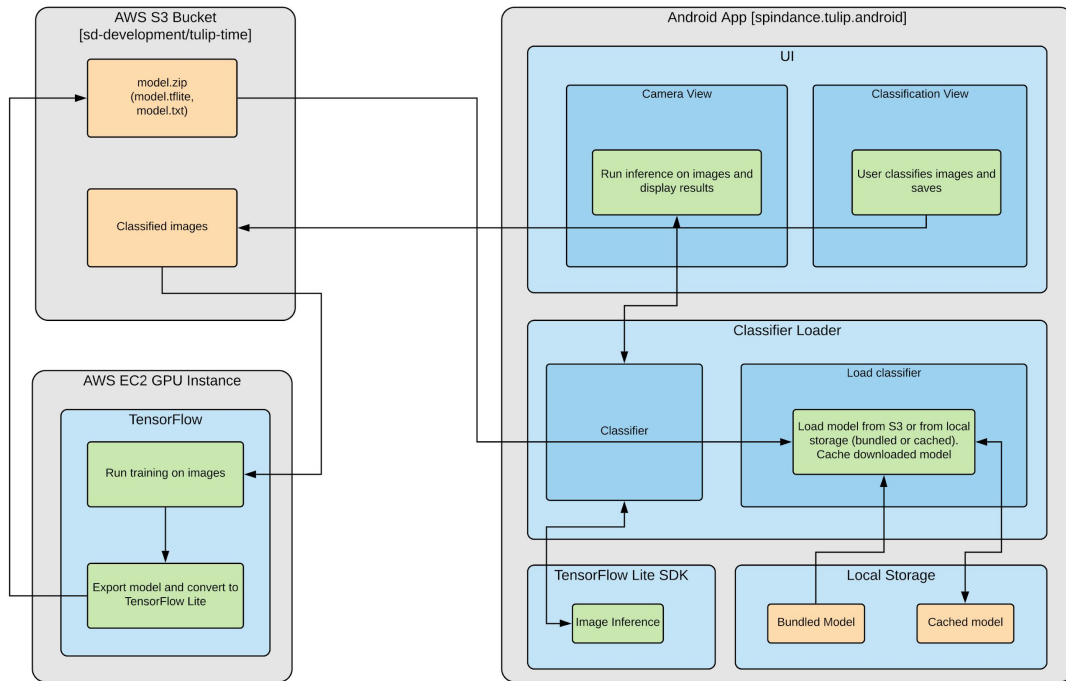 AWS S3 Bucket
[sd-development/tulip-time]
model.zip
(model.tflite,
model.txt)
Classified images
AWS EC2 GPU Instance
TensorFlow
Run training on images
Export model and convert to
TensorFlow Lite
Android App [spindance.tulip.android]
UI
Camera View
Run inference on images and
display results
Classification View
User classifies images and
saves
Classifier Loader
Classifier
Load classifier
Load model from S3 or from local
storage (bundled or cached).
Cache downloaded model
TensorFlow Lite SDK
Image Inference
Local Storage
Bundled Model
Cached model